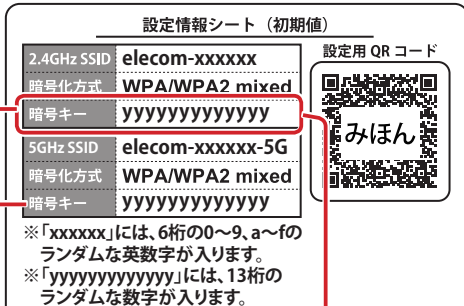 設定情報シート（初期値）
2.4GHz SSID elecom-xxxxxx
暗号化方式 WPA/WPA2 mixed
暗号キー yyyyyyyyyyyyy
5GHz SSID elecom-xxxxxx-5G
暗号化方式 WPA/WPA2 mixed
暗号キー yyyyyyyyyyyyy
設定用 QR コード
みほん
※「xxxxxx」には、6桁の0～9、a～fの
ランダムな英数字が入ります。
※「yyyyyyyyyyyyy」には、13桁の
ランダムな数字が入ります。